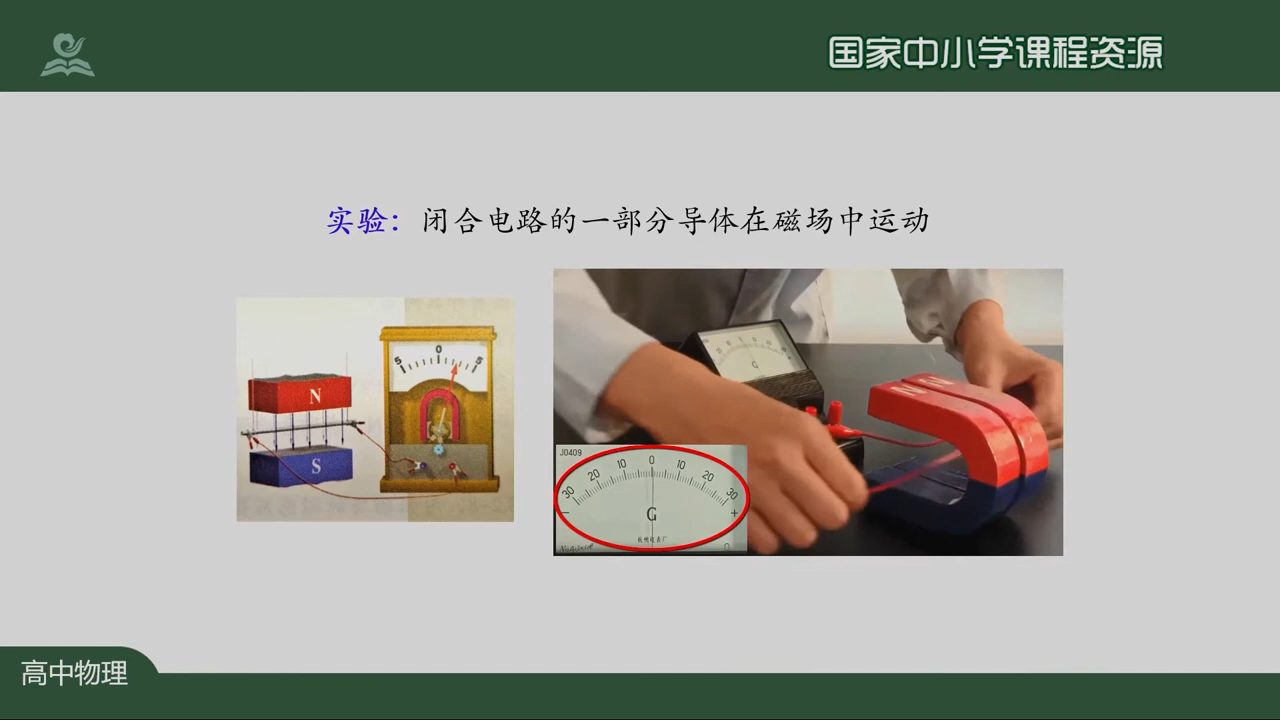 国家中小学课程资源
实验：闭合电路的一部分导体在磁场中运动
5 0 5
N
S
N N
G
J0409
30 20 10 0 10 20 30
- +
G
高中物理